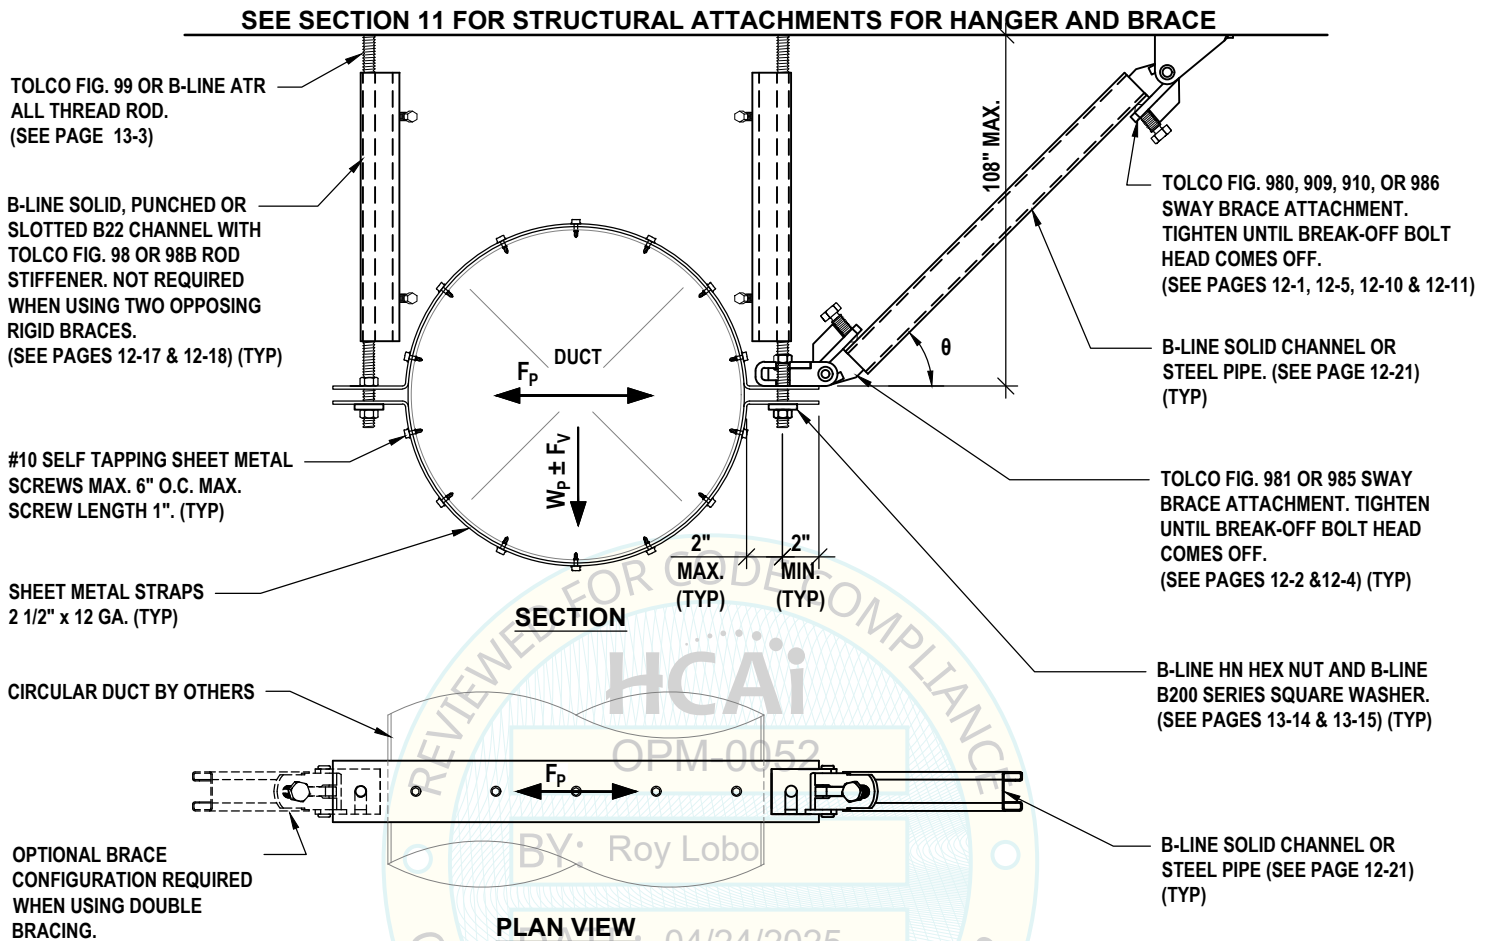 SEE SECTION 11 FOR STRUCTURAL ATTACHMENTS FOR HANGER AND BRACE
TOLCO FIG. 99 OR B-LINE ATR
ALL THREAD ROD.
(SEE PAGE 13-3)
B-LINE SOLID, PUNCHED OR
SLOTTED B22 CHANNEL WITH
TOLCO FIG. 98 OR 98B ROD
STIFFENER. NOT REQUIRED
WHEN USING TWO OPPOSING
RIGID BRACES.
(SEE PAGES 12-17 & 12-18) (TYP)
#10 SELF TAPPING SHEET METAL
SCREWS MAX. 6" O.C. MAX.
SCREW LENGTH 1". (TYP)
SHEET METAL STRAPS
2 1/2" x 12 GA. (TYP)
DUCT
FP
WP ± FV
108" MAX.
θ
2"
MAX.
(TYP)
2"
MIN.
(TYP)
SECTION
TOLCO FIG. 980, 909, 910, OR 986
SWAY BRACE ATTACHMENT.
TIGHTEN UNTIL BREAK-OFF BOLT
HEAD COMES OFF.
(SEE PAGES 12-1, 12-5, 12-10 & 12-11)
B-LINE SOLID CHANNEL OR
STEEL PIPE. (SEE PAGE 12-21)
(TYP)
TOLCO FIG. 981 OR 985 SWAY
BRACE ATTACHMENT. TIGHTEN
UNTIL BREAK-OFF BOLT HEAD
COMES OFF.
(SEE PAGES 12-2 &12-4) (TYP)
B-LINE HN HEX NUT AND B-LINE
B200 SERIES SQUARE WASHER.
(SEE PAGES 13-14 & 13-15) (TYP)
CIRCULAR DUCT BY OTHERS
FP
OPTIONAL BRACE
CONFIGURATION REQUIRED
WHEN USING DOUBLE
BRACING.
B-LINE SOLID CHANNEL OR
STEEL PIPE (SEE PAGE 12-21)
(TYP)
PLAN VIEW
REVIEWED FOR CODE COMPLIANCE
HCAi
OPM-0052
BY: Roy Lobo
04/24/2025